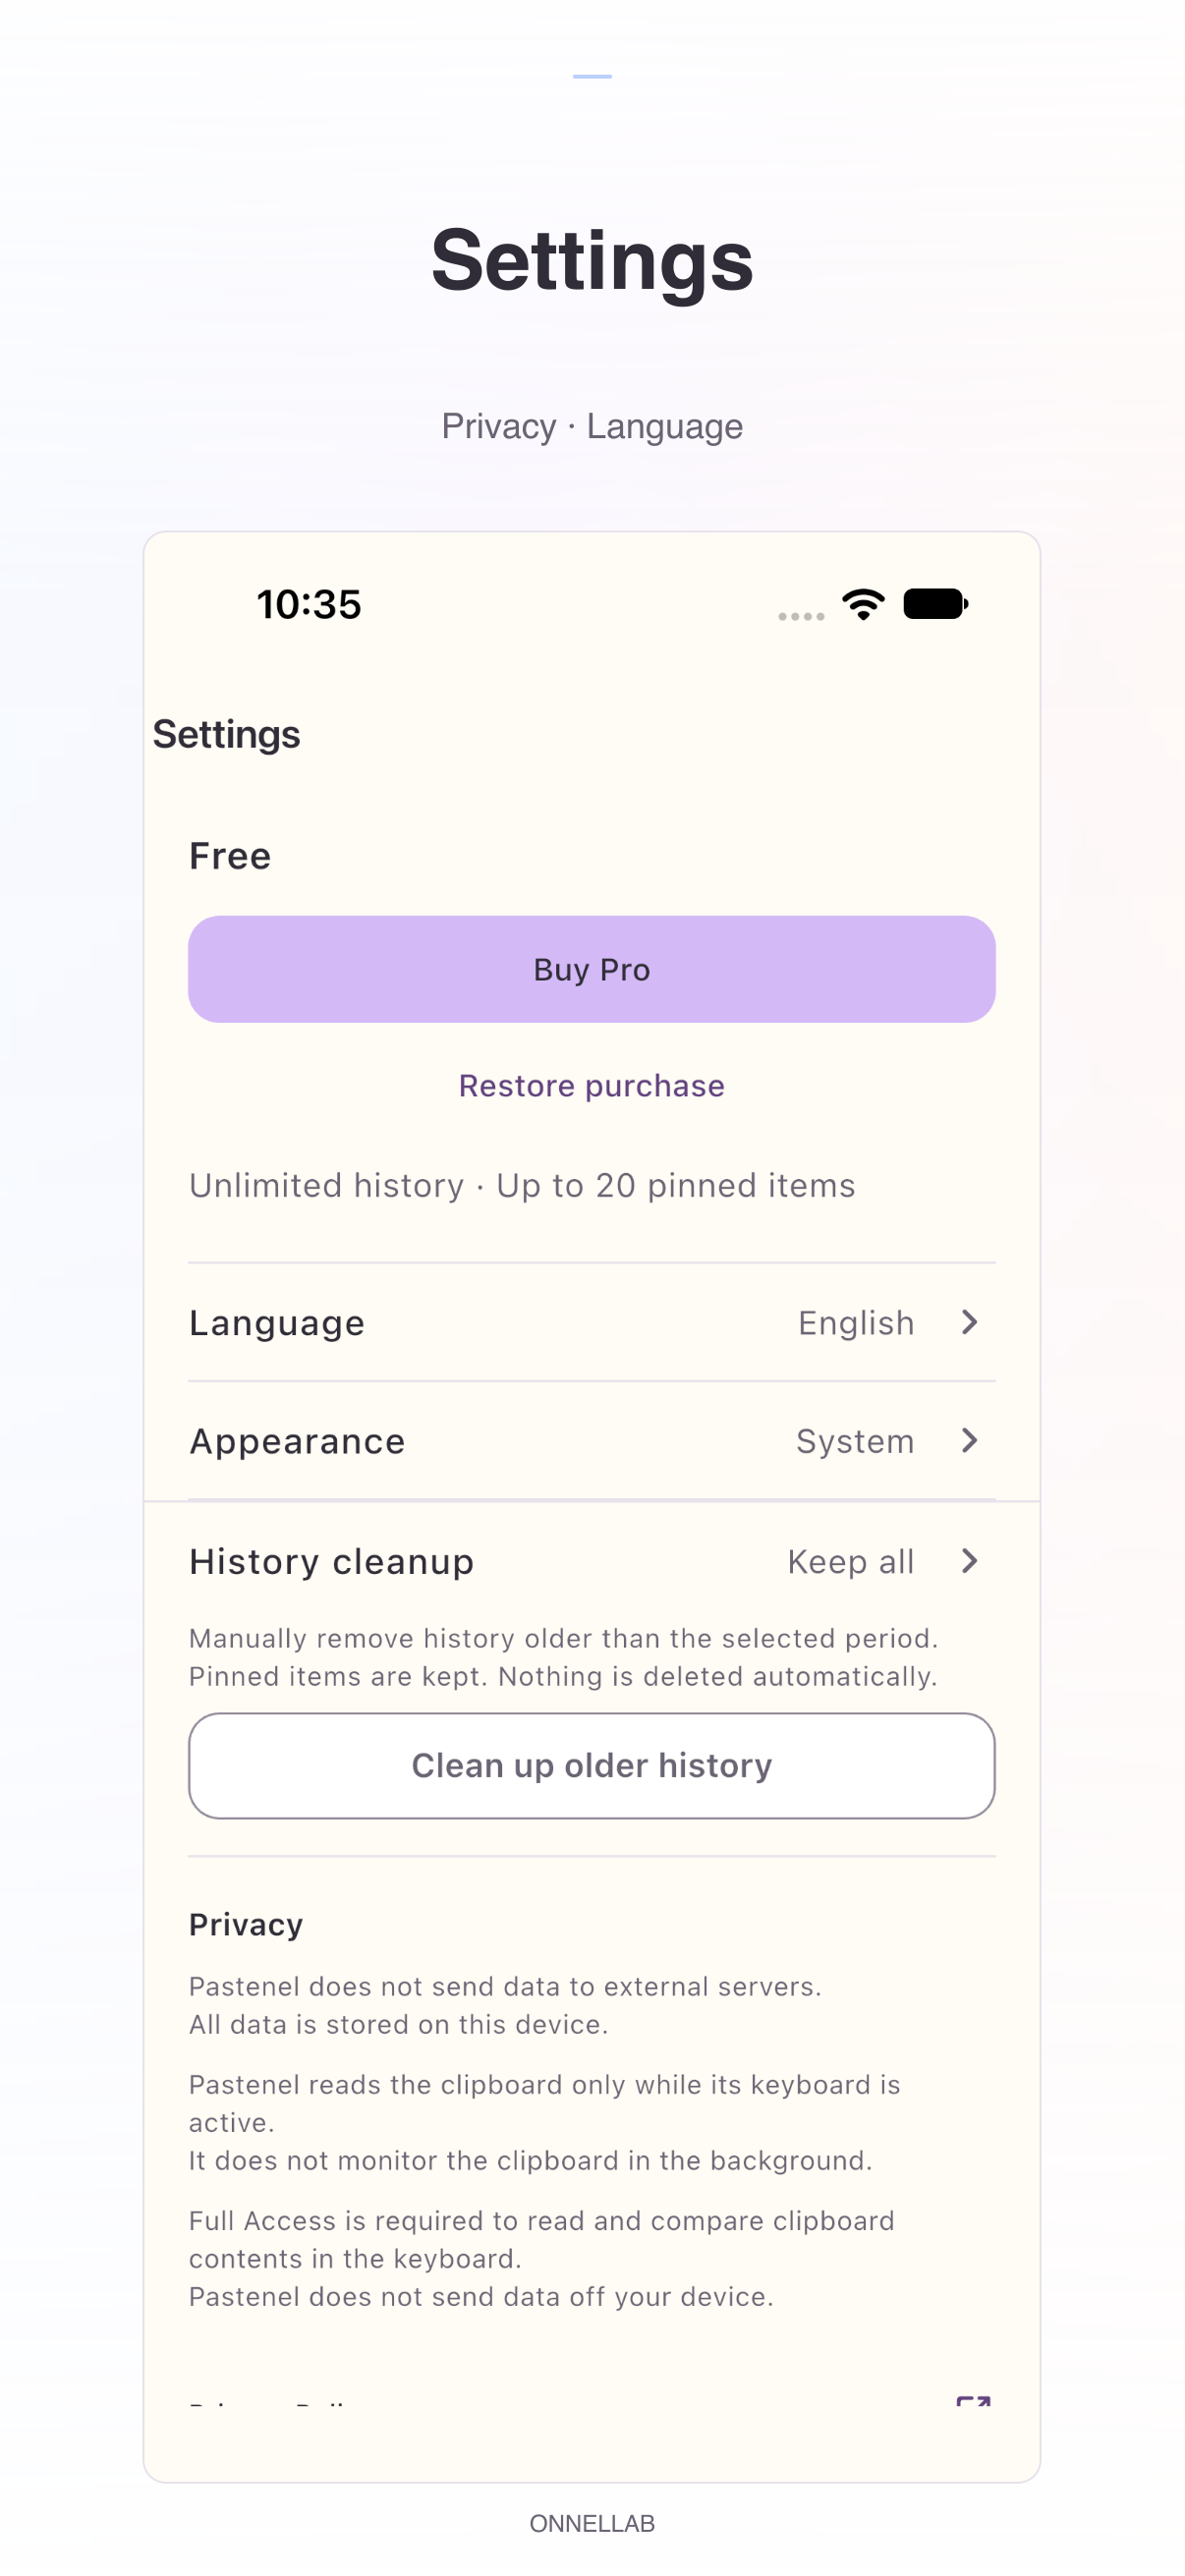 Settings
Privacy · Language
10:35
Settings
Free
Buy Pro
Restore purchase
Unlimited history · Up to 20 pinned items
Language English
Appearance System
History cleanup Keep all
Manually remove history older than the selected period.
Pinned items are kept. Nothing is deleted automatically.
Clean up older history
Privacy
Pastenel does not send data to external servers.
All data is stored on this device.
Pastenel reads the clipboard only while its keyboard is
active.
It does not monitor the clipboard in the background.
Full Access is required to read and compare clipboard
contents in the keyboard.
Pastenel does not send data off your device.
ONNELLAB